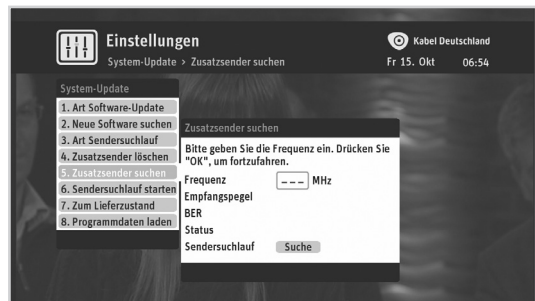 Einstellungen
Kabel Deutschland
System-Update > Zusatzsender suchen
Fr 15. Okt 06:54
System-Update
1. Art Software-Update
2. Neue Software suchen
3. Art Sendersuchlauf
4. Zusatzsender löschen
5. Zusatzsender suchen
6. Sendersuchlauf starten
7. Zum Lieferzustand
8. Programmdaten laden
Zusatzsender suchen
Bitte geben Sie die Frequenz ein. Drücken Sie
"OK", um fortzufahren.
Frequenz _ _ _ MHz
Empfangspegel
BER
Status
Sendersuchlauf Suche